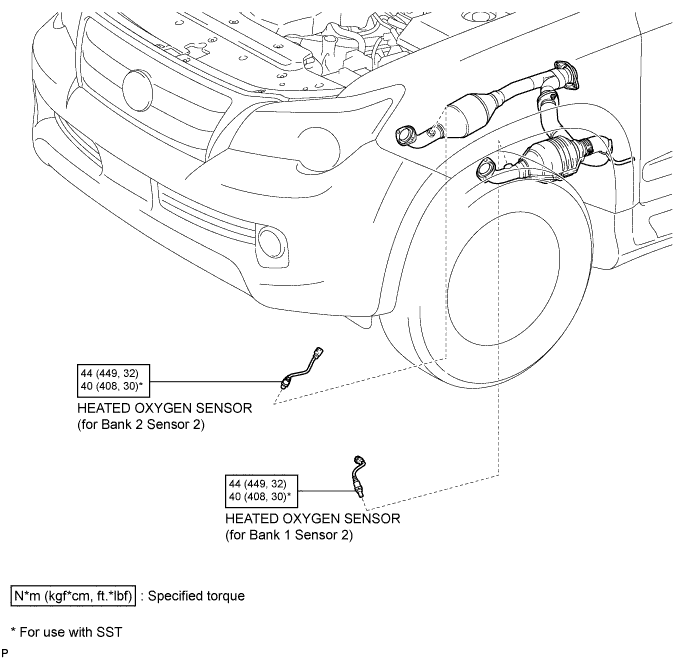 44 (449, 32)
40 (408, 30)*
HEATED OXYGEN SENSOR
(for Bank 2 Sensor 2)
44 (449, 32)
40 (408, 30)*
HEATED OXYGEN SENSOR
(for Bank 1 Sensor 2)
N*m (kgf*cm, ft.*lbf) : Specified torque
* For use with SST
P